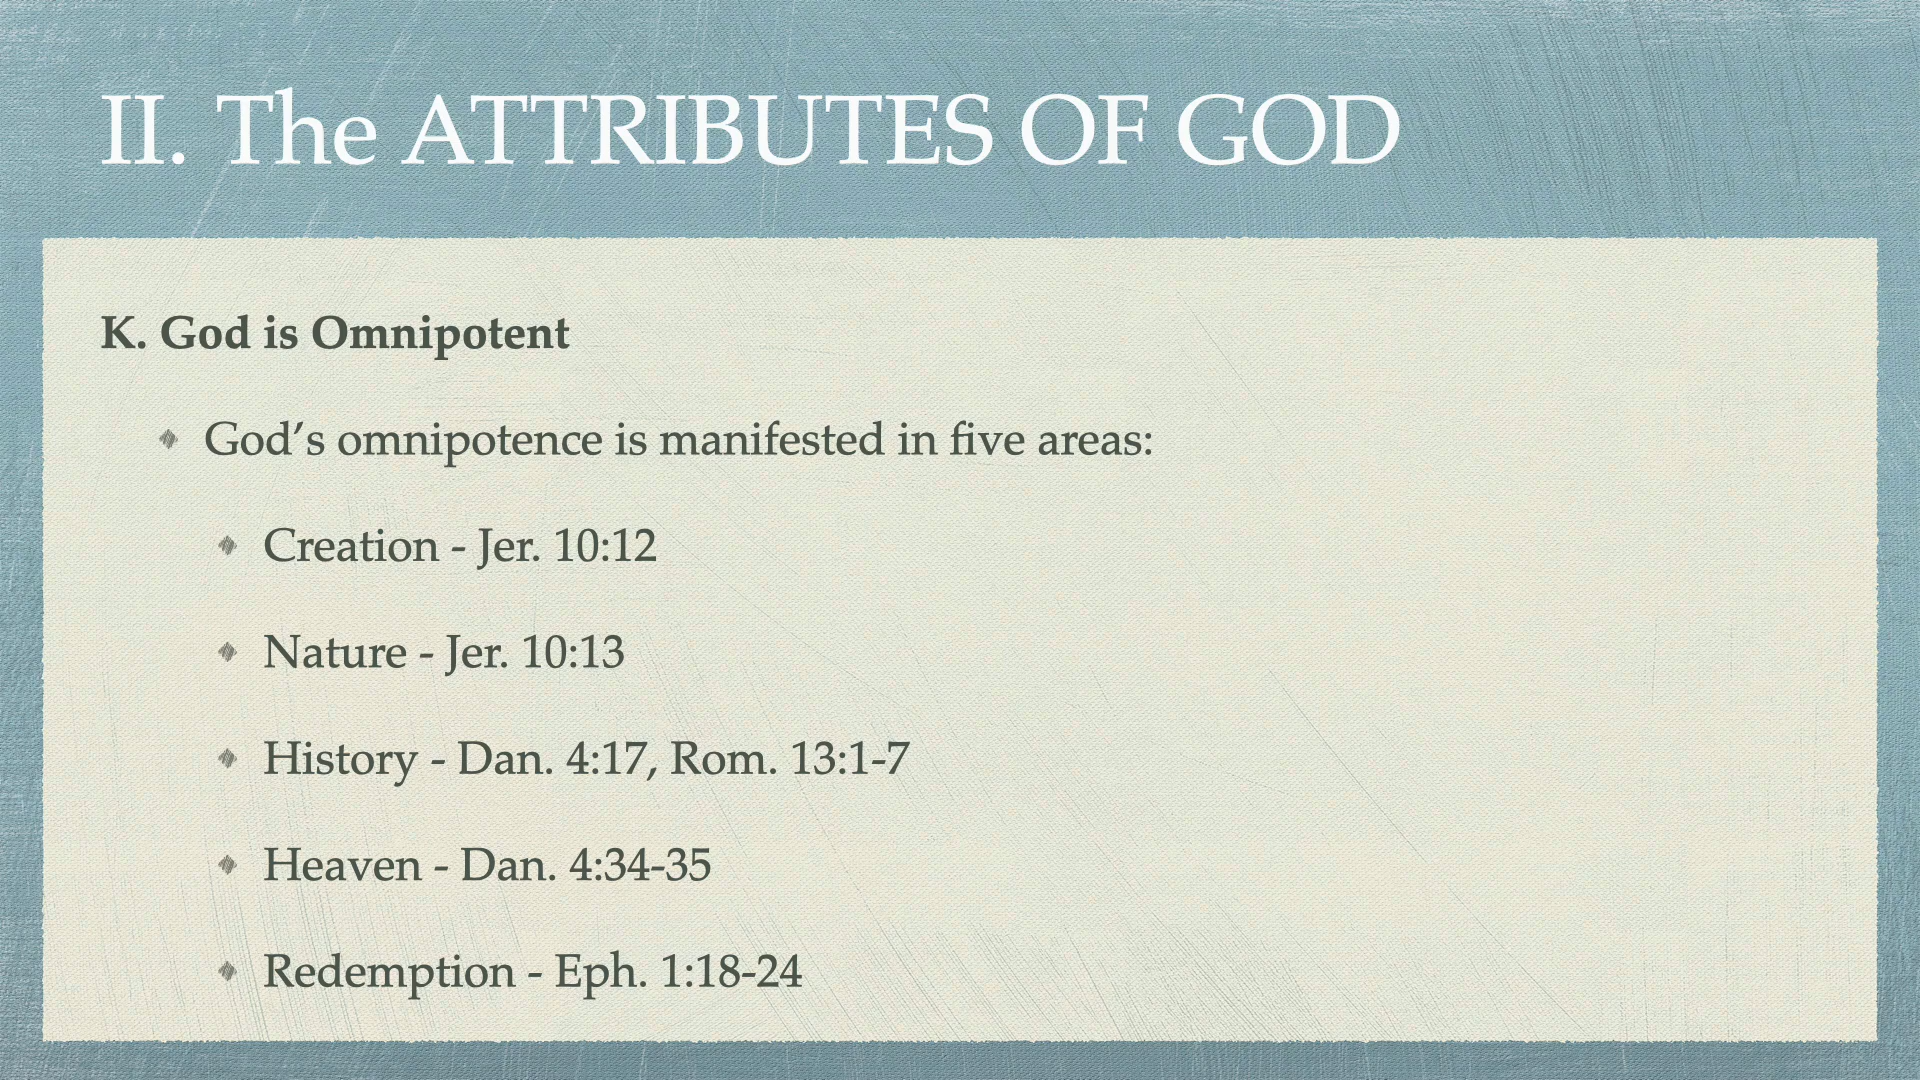 II. The ATTRIBUTES OF GOD
K. God is Omnipotent
God’s omnipotence is manifested in five areas:
Creation - Jer. 10:12
Nature - Jer. 10:13
History - Dan. 4:17, Rom. 13:1-7
Heaven - Dan. 4:34-35
Redemption - Eph. 1:18-24